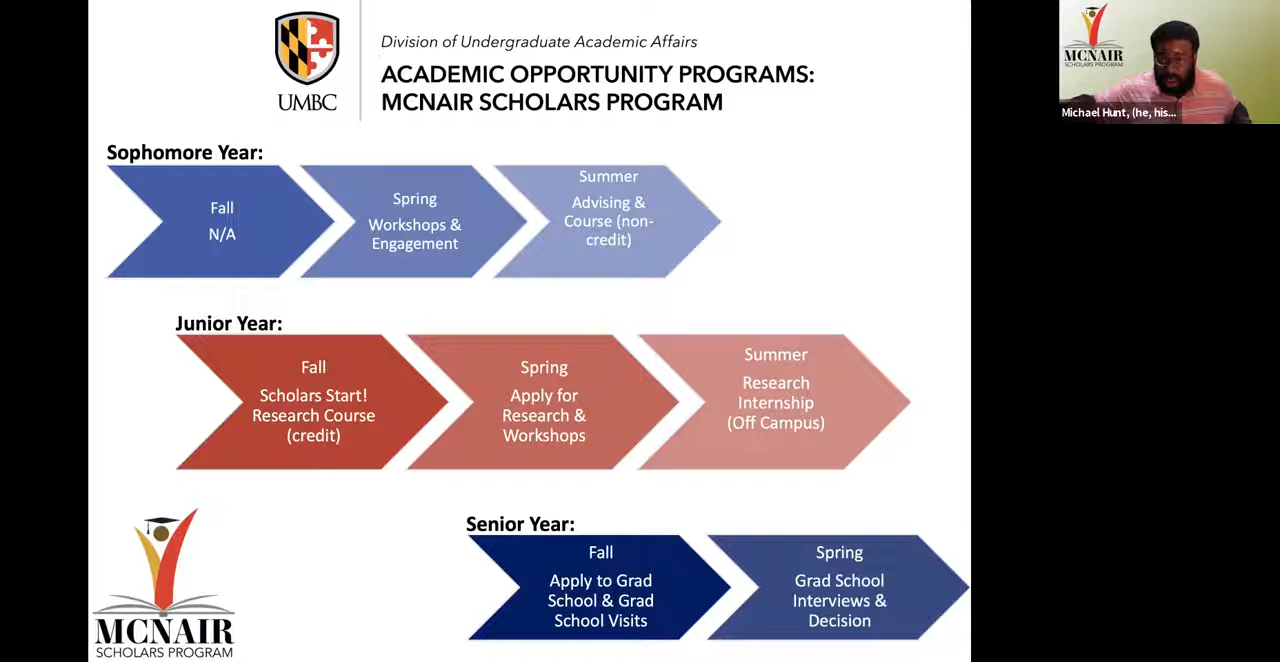 Division of Undergraduate Academic Affairs
ACADEMIC OPPORTUNITY PROGRAMS:
MCNAIR SCHOLARS PROGRAM
UMBC
MCNAIR
SCHOLARS PROGRAM
Michael Hunt, (he, his...
Sophomore Year:
Fall
N/A
Spring
Workshops &
Engagement
Summer
Advising &
Course (non-
credit)
Junior Year:
Fall
Scholars Start!
Research Course
(credit)
Spring
Apply for
Research &
Workshops
Summer
Research
Internship
(Off Campus)
Senior Year:
Fall
Apply to Grad
School & Grad
School Visits
Spring
Grad School
Interviews &
Decision
MCNAIR
SCHOLARS PROGRAM